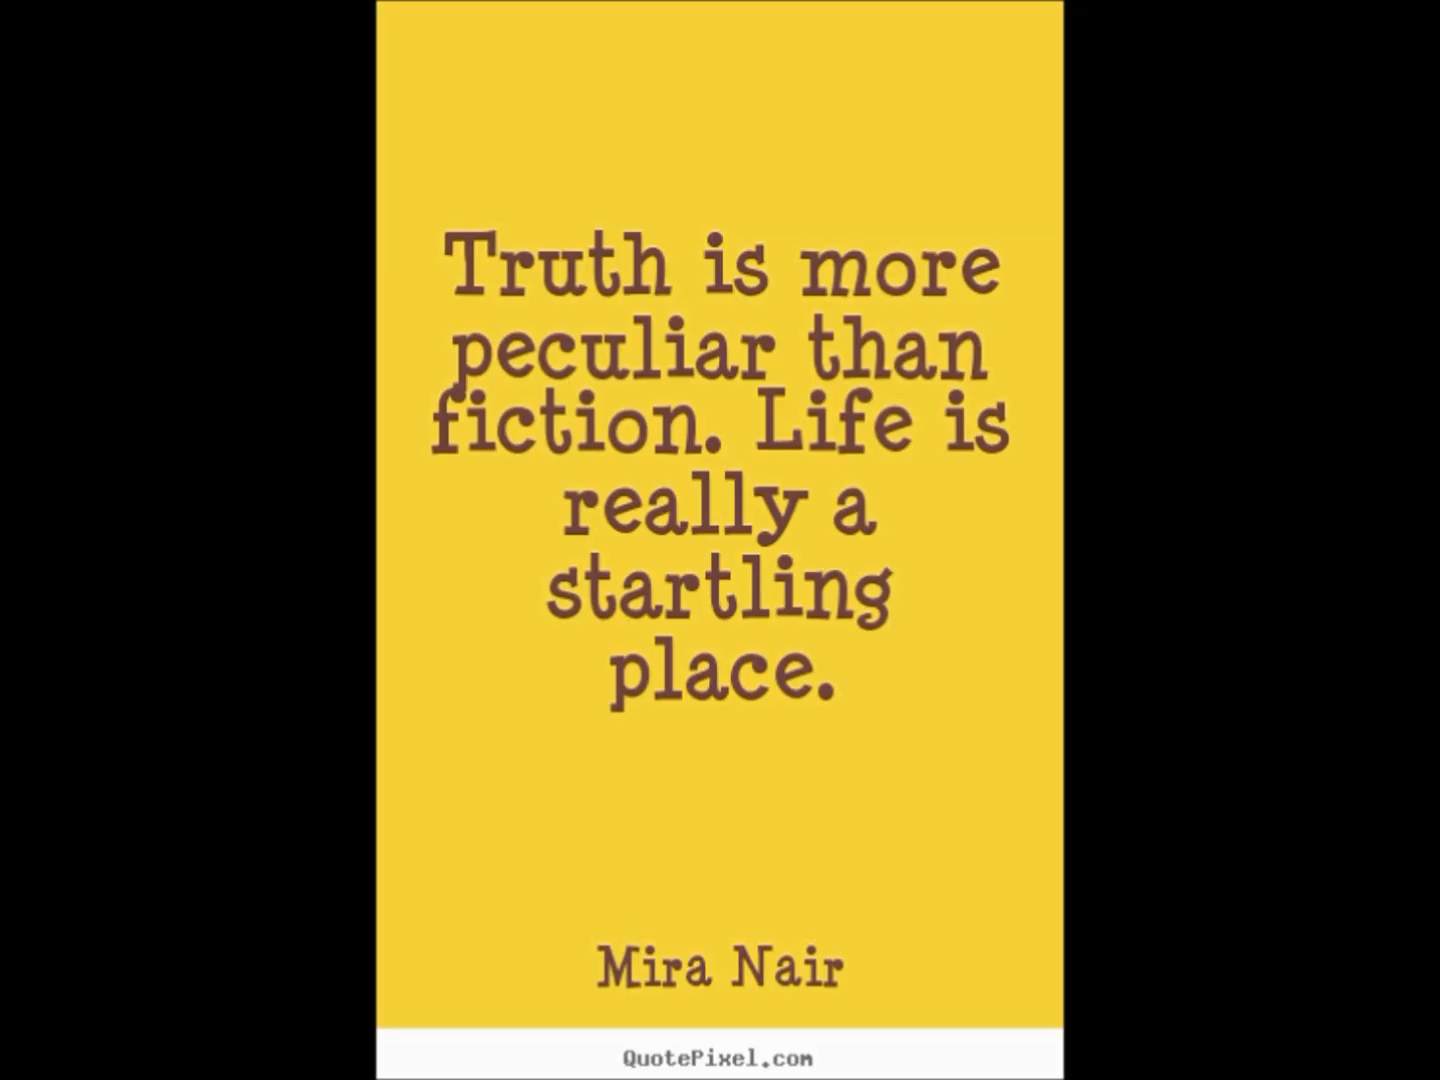 Truth is more
peculiar than
fiction. Life is
really a
startling
place.
Mira Nair
QuotePixel.com